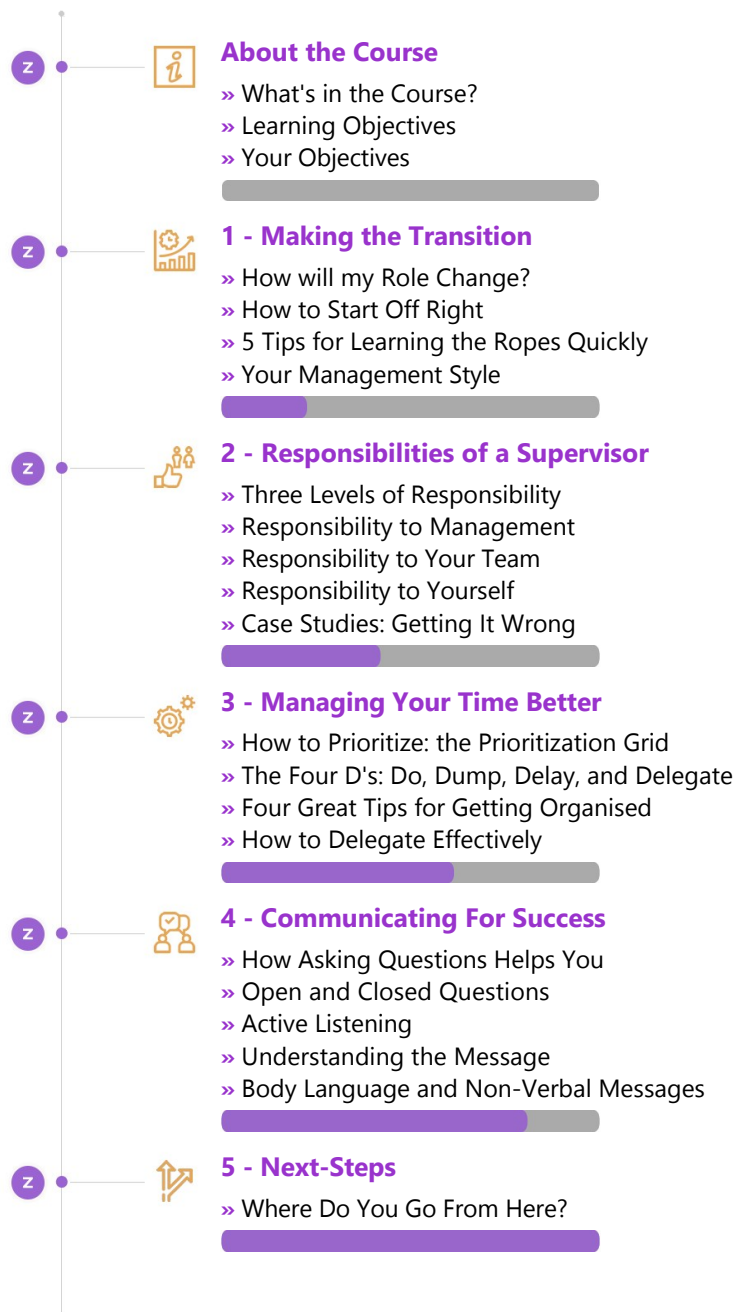 Z
About the Course
» What's in the Course?
» Learning Objectives
» Your Objectives
Z
1 - Making the Transition
» How will my Role Change?
» How to Start Off Right
» 5 Tips for Learning the Ropes Quickly
» Your Management Style
Z
2 - Responsibilities of a Supervisor
» Three Levels of Responsibility
» Responsibility to Management
» Responsibility to Your Team
» Responsibility to Yourself
» Case Studies: Getting It Wrong
Z
3 - Managing Your Time Better
» How to Prioritize: the Prioritization Grid
» The Four D's: Do, Dump, Delay, and Delegate
» Four Great Tips for Getting Organised
» How to Delegate Effectively
Z
4 - Communicating For Success
» How Asking Questions Helps You
» Open and Closed Questions
» Active Listening
» Understanding the Message
» Body Language and Non-Verbal Messages
Z
5 - Next-Steps
» Where Do You Go From Here?